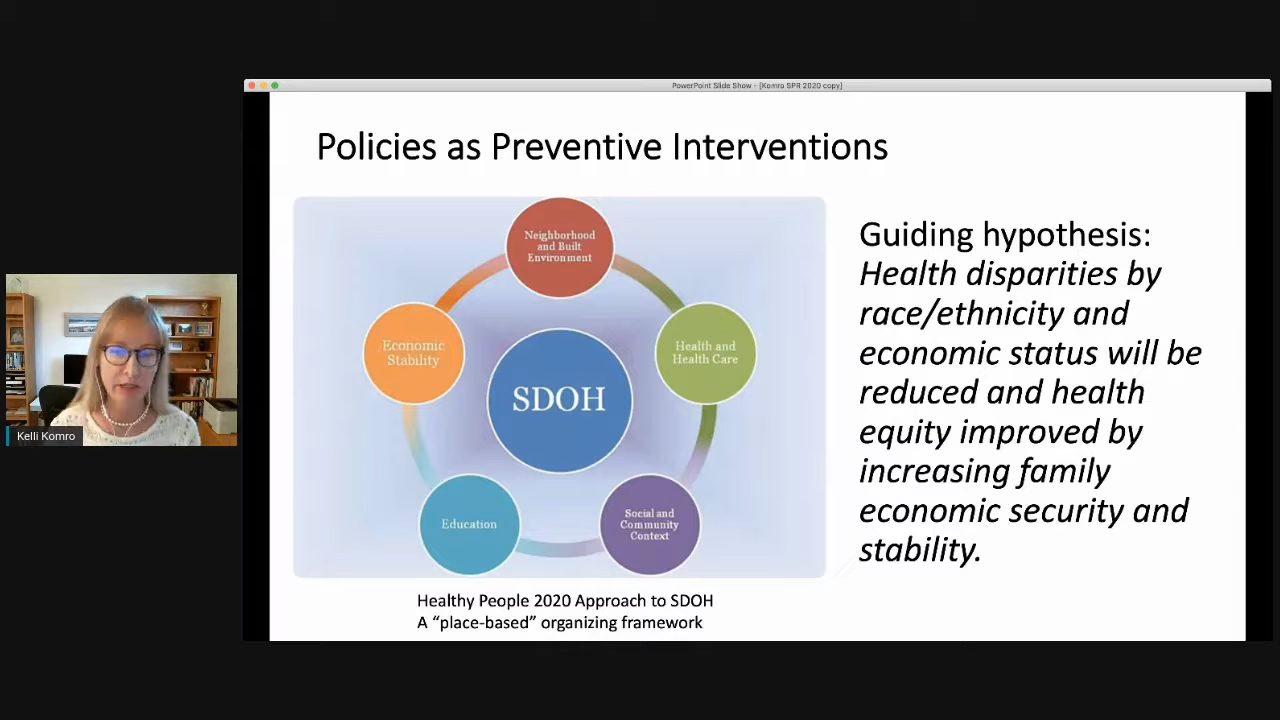 PowerPoint Slide Show - [Komro SPR 2020 copy]
Policies as Preventive Interventions
Neighborhood
and Built
Environment
Economic
Stability
Health and
Health Care
SDOH
Education
Social and
Community
Context
Guiding hypothesis:
Health disparities by
race/ethnicity and
economic status will be
reduced and health
equity improved by
increasing family
economic security and
stability.
Healthy People 2020 Approach to SDOH
A “place-based” organizing framework
Kelli Komro